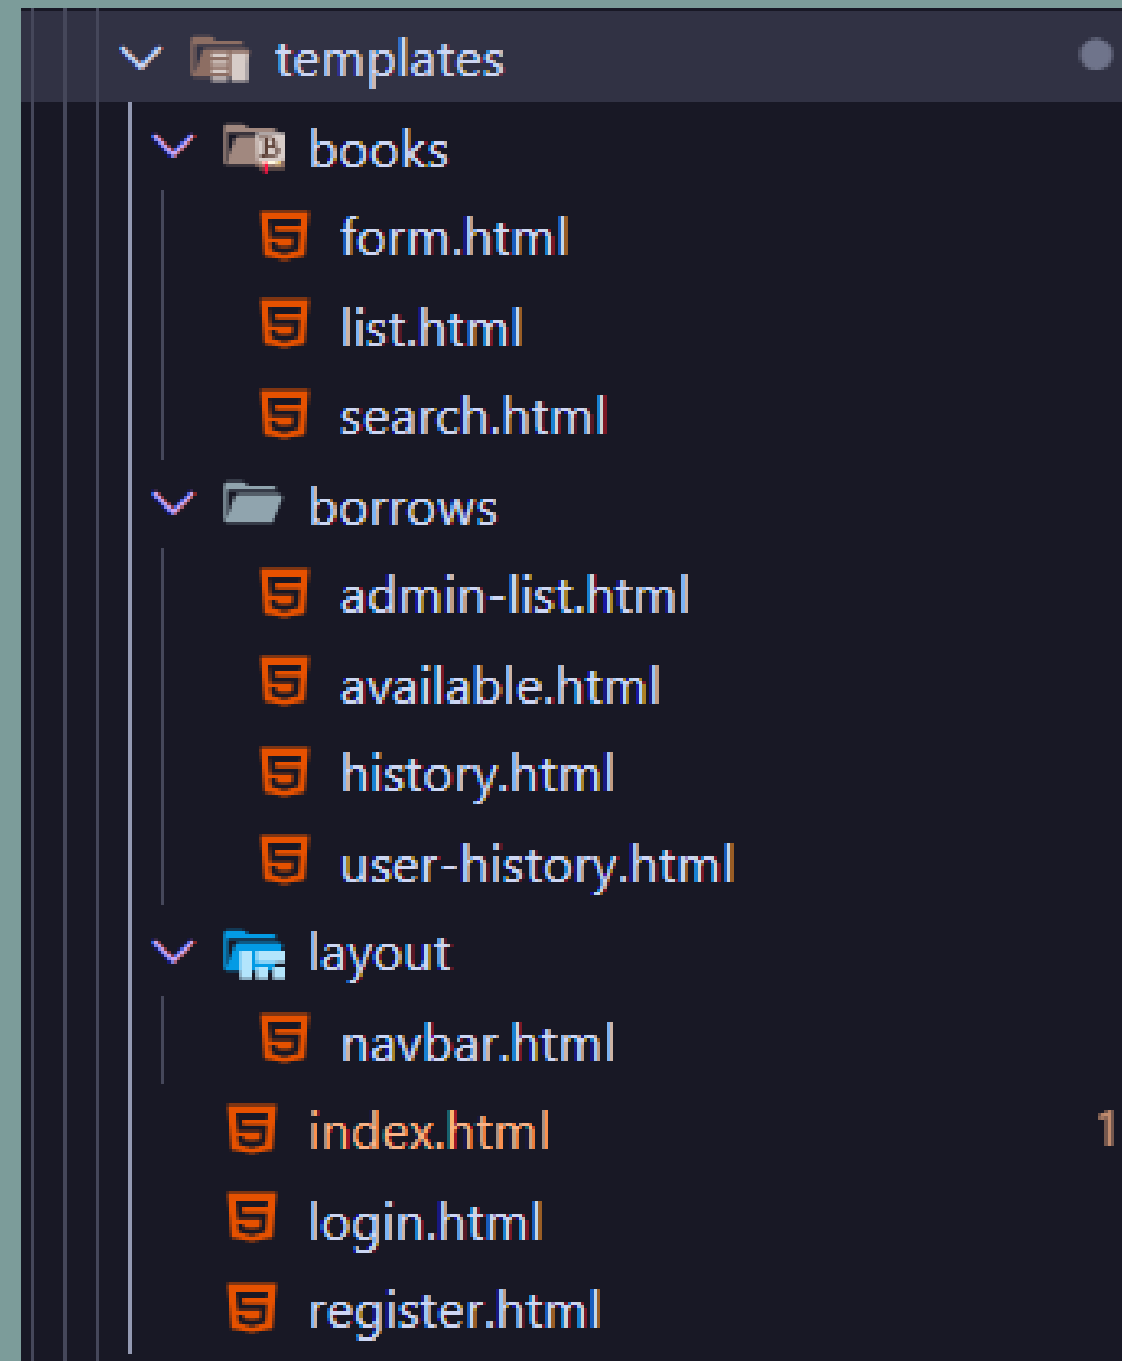 templates
books
form.html
list.html
search.html
borrows
admin-list.html
available.html
history.html
user-history.html
layout
navbar.html
index.html 1
login.html
register.html